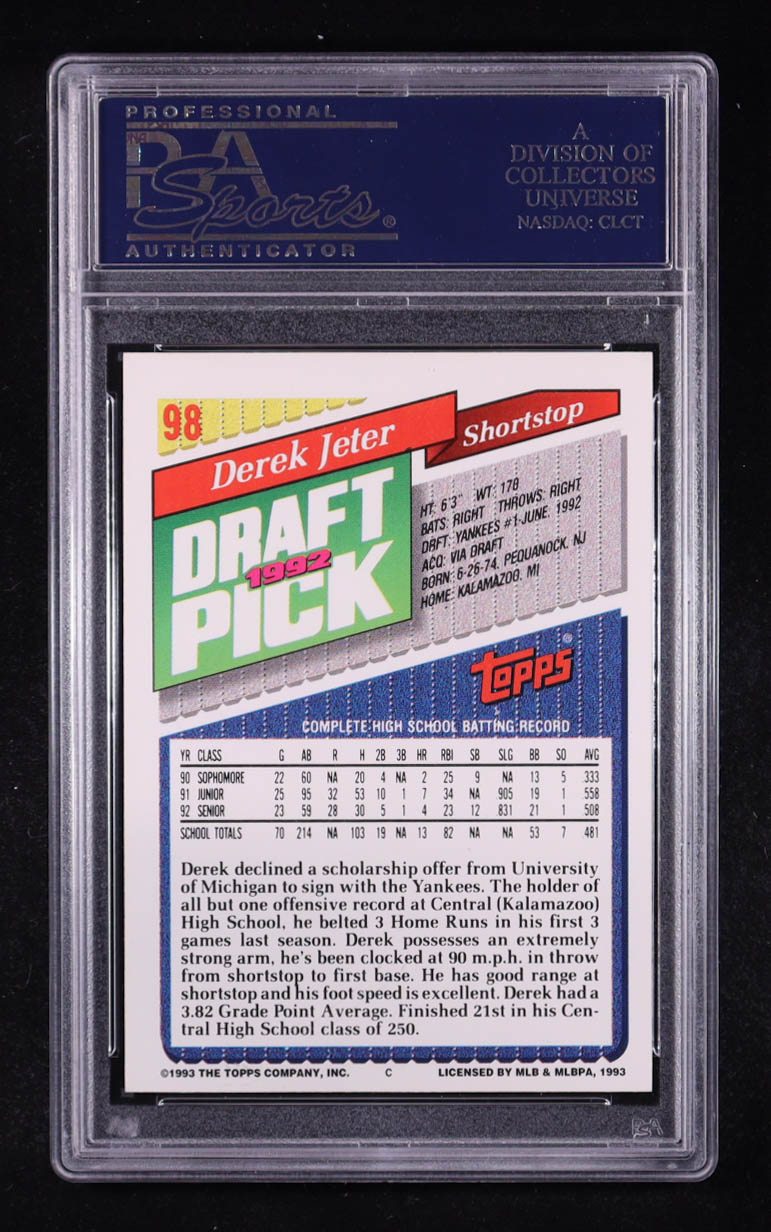 PROFESSIONAL
PSA
Sports®
AUTHENTICATOR
A
DIVISION OF
COLLECTORS
UNIVERSE
NASDAQ: CLCT
98
Derek Jeter
Shortstop
DRAFT
1992
PICK
HT: 6'3" WT: 178
BATS: RIGHT THROWS: RIGHT
DRFT: YANKEES #1-JUNE, 1992
ACQ: VIA DRAFT
BORN: 6-26-74, PEQUANOCK, NJ
HOME: KALAMAZOO, MI
Topps®
COMPLETE HIGH SCHOOL BATTING RECORD
YR CLASS G AB R H 2B 3B HR RBI SB SLG BB SO AVG
90 SOPHOMORE 22 60 NA 20 4 NA 2 25 9 NA 13 5 333
91 JUNIOR 25 95 32 53 10 1 7 34 NA 905 19 1 558
92 SENIOR 23 59 28 30 5 1 4 23 12 831 21 1 508
SCHOOL TOTALS 70 214 NA 103 19 NA 13 82 NA NA 53 7 481
Derek declined a scholarship offer from University
of Michigan to sign with the Yankees. The holder of
all but one offensive record at Central (Kalamazoo)
High School, he belted 3 Home Runs in his first 3
games last season. Derek possesses an extremely
strong arm, he's been clocked at 90 m.p.h. in throw
from shortstop to first base. He has good range at
shortstop and his foot speed is excellent. Derek had a
3.82 Grade Point Average. Finished 21st in his Cen-
tral High School class of 250.
©1993 THE TOPPS COMPANY, INC. C LICENSED BY MLB & MLBPA, 1993
PSA